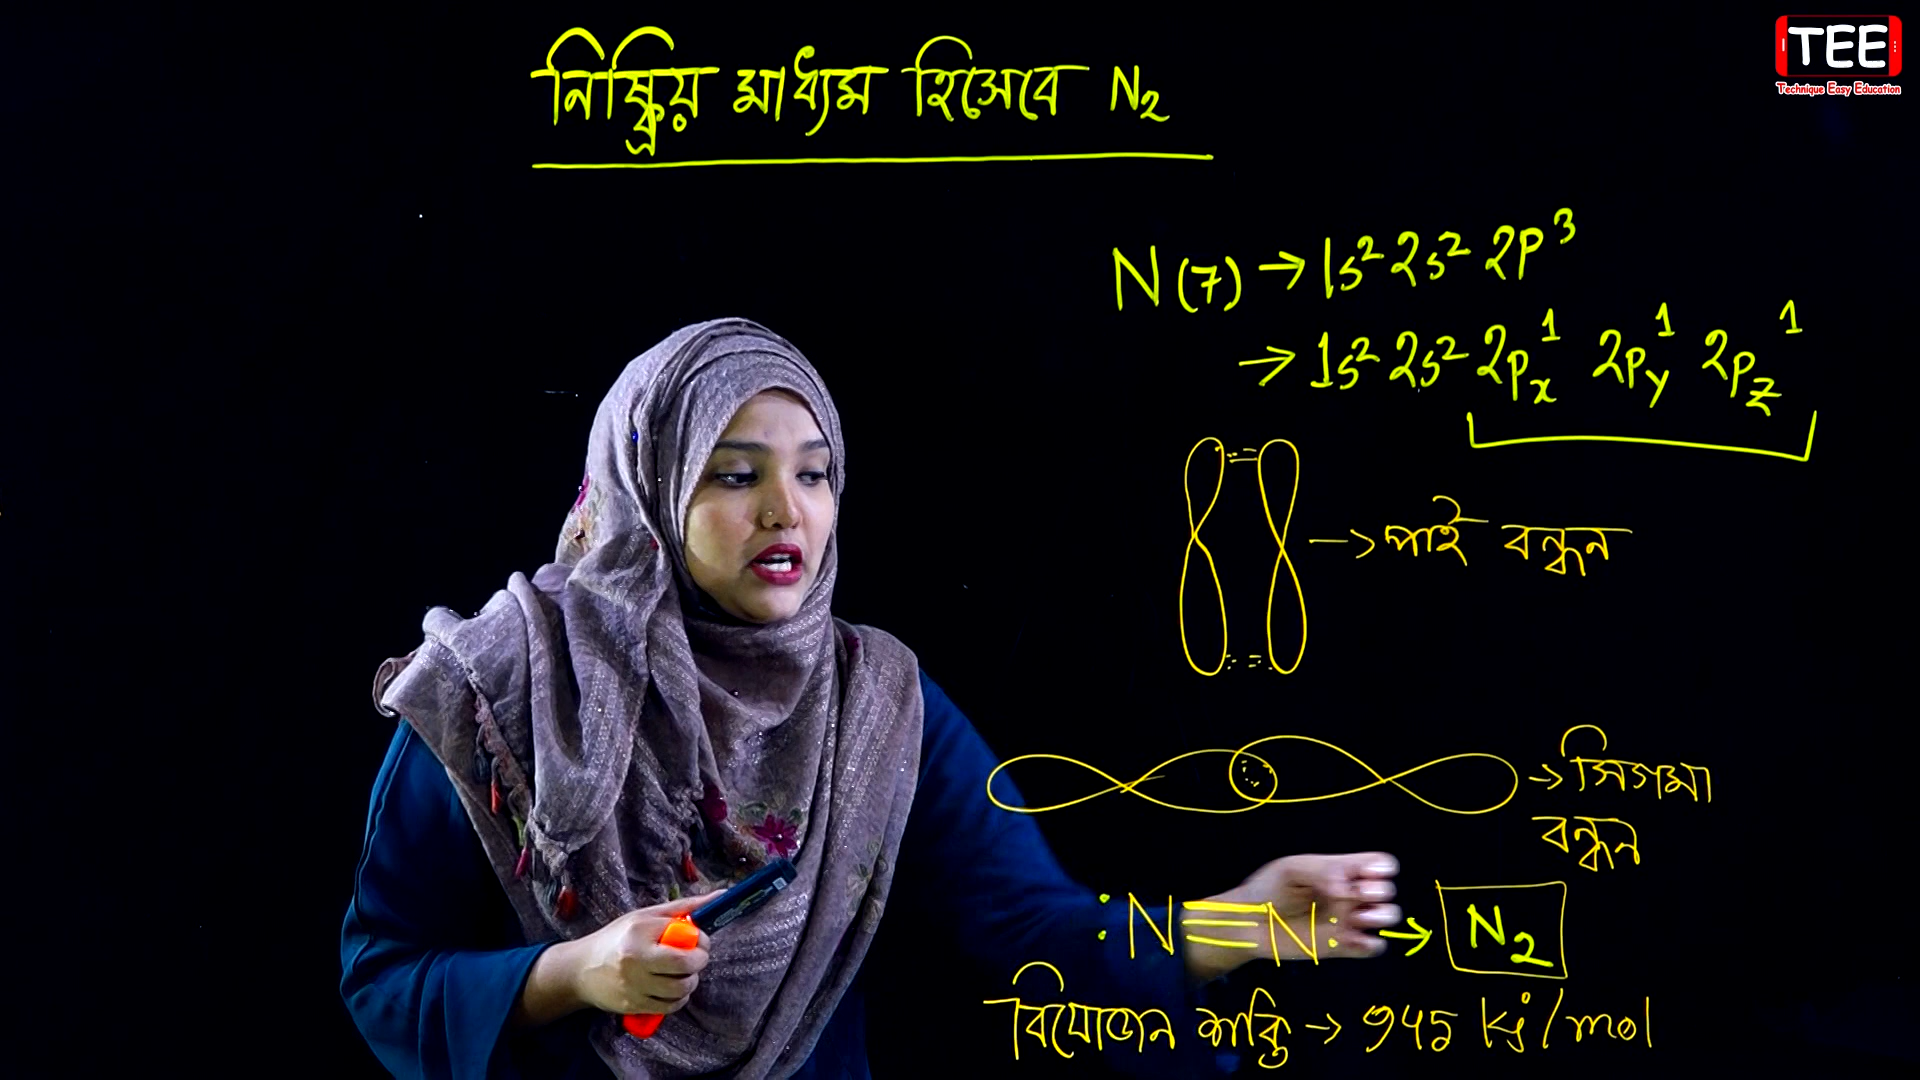 TEE
Technique Easy Education
নিষ্ক্রিয় মাধ্যম হিসেবে N₂
N(7) → 1s² 2s² 2p³
→ 1s² 2s² 2pₓ¹ 2pᵧ¹ 2p_z¹
→ পাই বন্ধন
→ সিগমা
বন্ধন
:N≡N: → N₂
বিযোজন শক্তি → 945 kj/mol